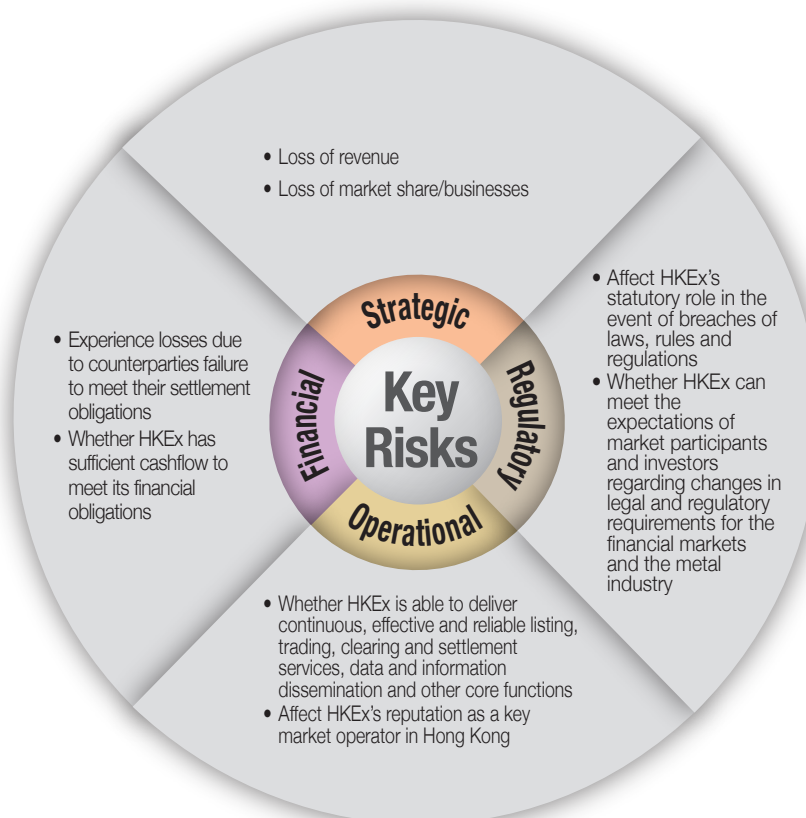 • Loss of revenue
• Loss of market share/businesses
Strategic
Financial
Key
Risks
Regulatory
Operational
• Experience losses due
to counterparties failure
to meet their settlement
obligations
• Whether HKEx has
sufficient cashflow to
meet its financial
obligations
• Affect HKEx's
statutory role in the
event of breaches of
laws, rules and
regulations
• Whether HKEx can
meet the
expectations of
market participants
and investors
regarding changes in
legal and regulatory
requirements for the
financial markets
and the metal
industry
• Whether HKEx is able to deliver
continuous, effective and reliable listing,
trading, clearing and settlement
services, data and information
dissemination and other core functions
• Affect HKEx's reputation as a key
market operator in Hong Kong